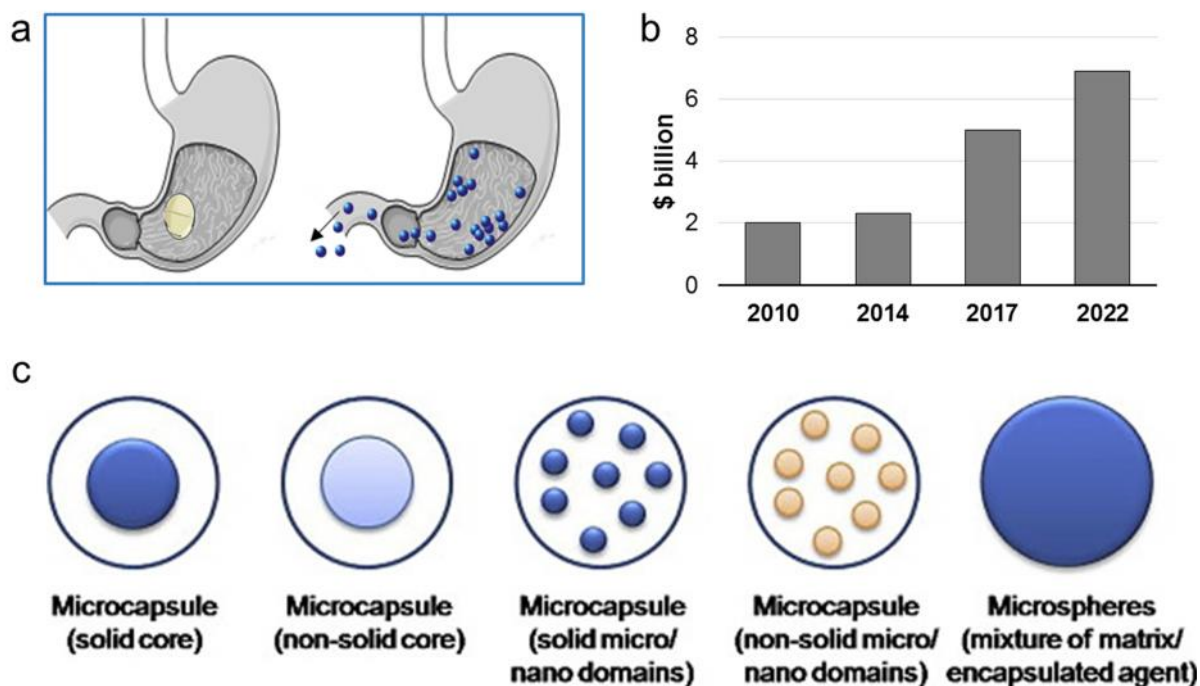 a
b
8
6
4
2
0
$ billion
2010 2014 2017 2022
c
Microcapsule
(solid core)
Microcapsule
(non-solid core)
Microcapsule
(solid micro/
nano domains)
Microcapsule
(non-solid micro/
nano domains)
Microspheres
(mixture of matrix/
encapsulated agent)